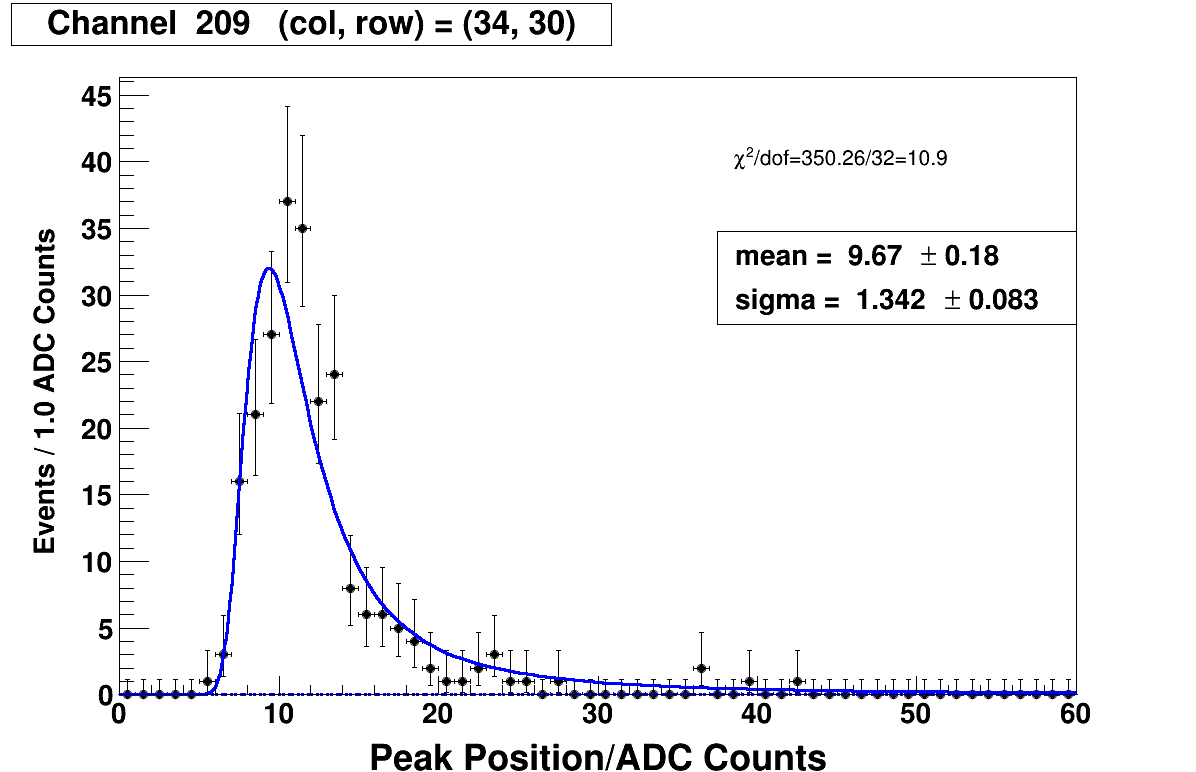 Channel 209 (col, row) = (34, 30)
45
40
35
30
25
20
15
10
5
0
Events / 1.0 ADC Counts
χ²/dof=350.26/32=10.9
mean = 9.67 ± 0.18
sigma = 1.342 ± 0.083
0 10 20 30 40 50 60
Peak Position/ADC Counts